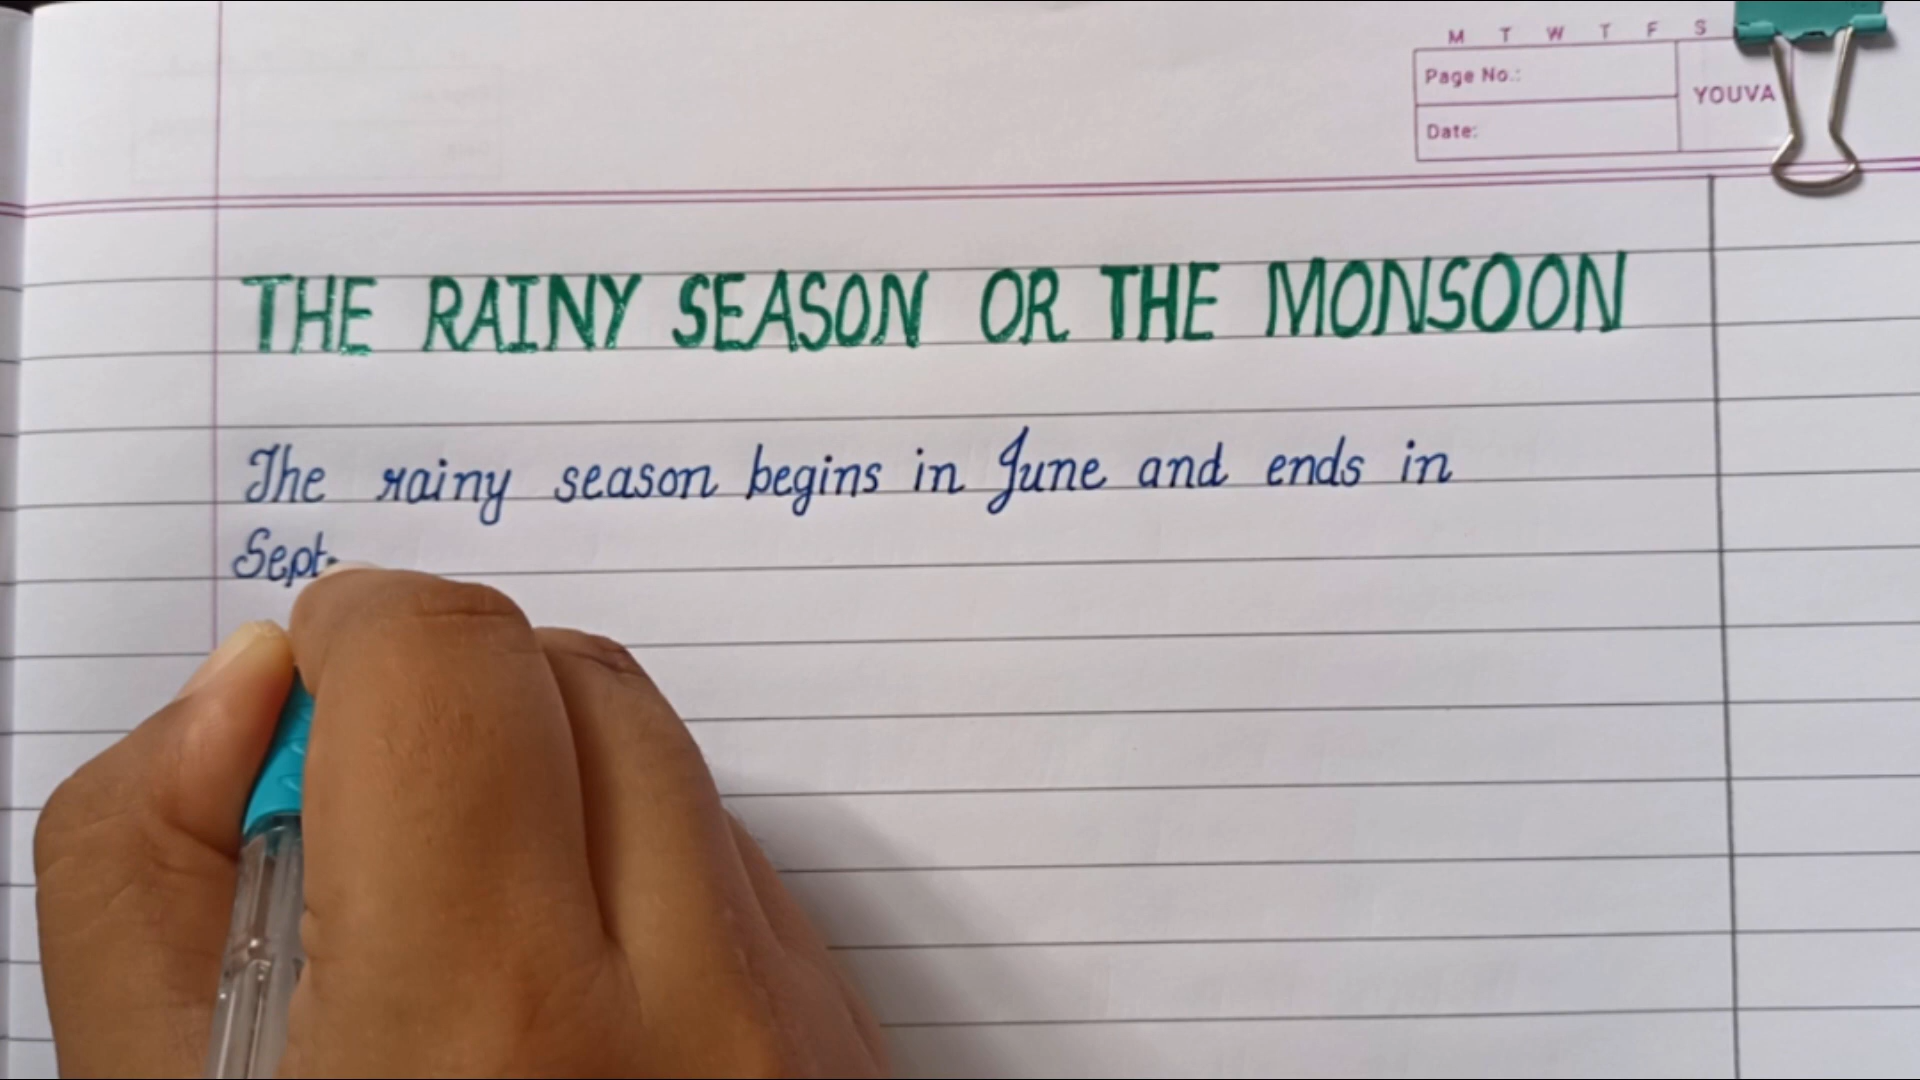 M T W T F S
Page No.:
YOUVA
Date:
THE RAINY SEASON OR THE MONSOON
The rainy season begins in June and ends in
Sept